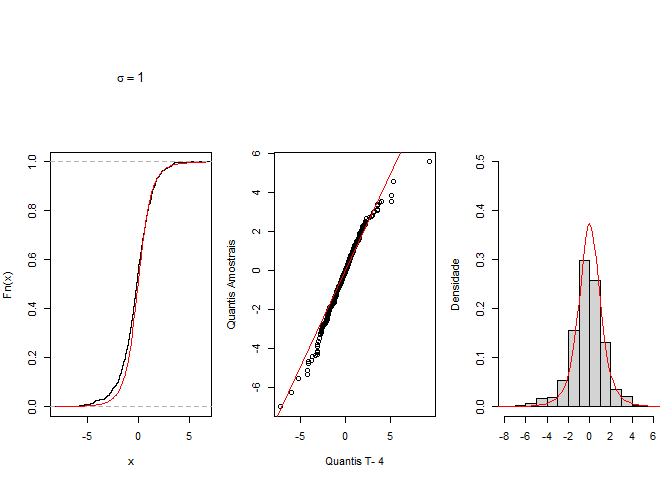 σ = 1
Fn(x)
0.0 0.2 0.4 0.6 0.8 1.0
-5 0 5
x
Quantis Amostrais
-6 -4 -2 0 2 4 6
-5 0 5
Quantis T- 4
Densidade
0.0 0.1 0.2 0.3 0.4 0.5
-8 -6 -4 -2 0 2 4 6